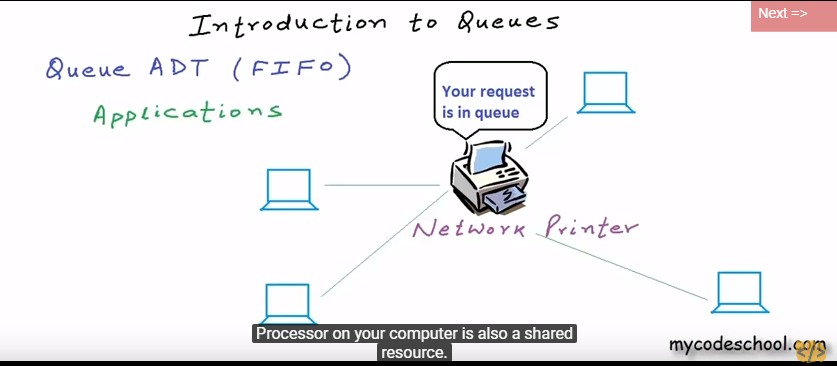 Introduction to Queues
Next =>
Queue ADT (FIFO)
Applications
Your request
is in queue
Network Printer
Processor on your computer is also a shared
resource.
mycodeschool.com
</>